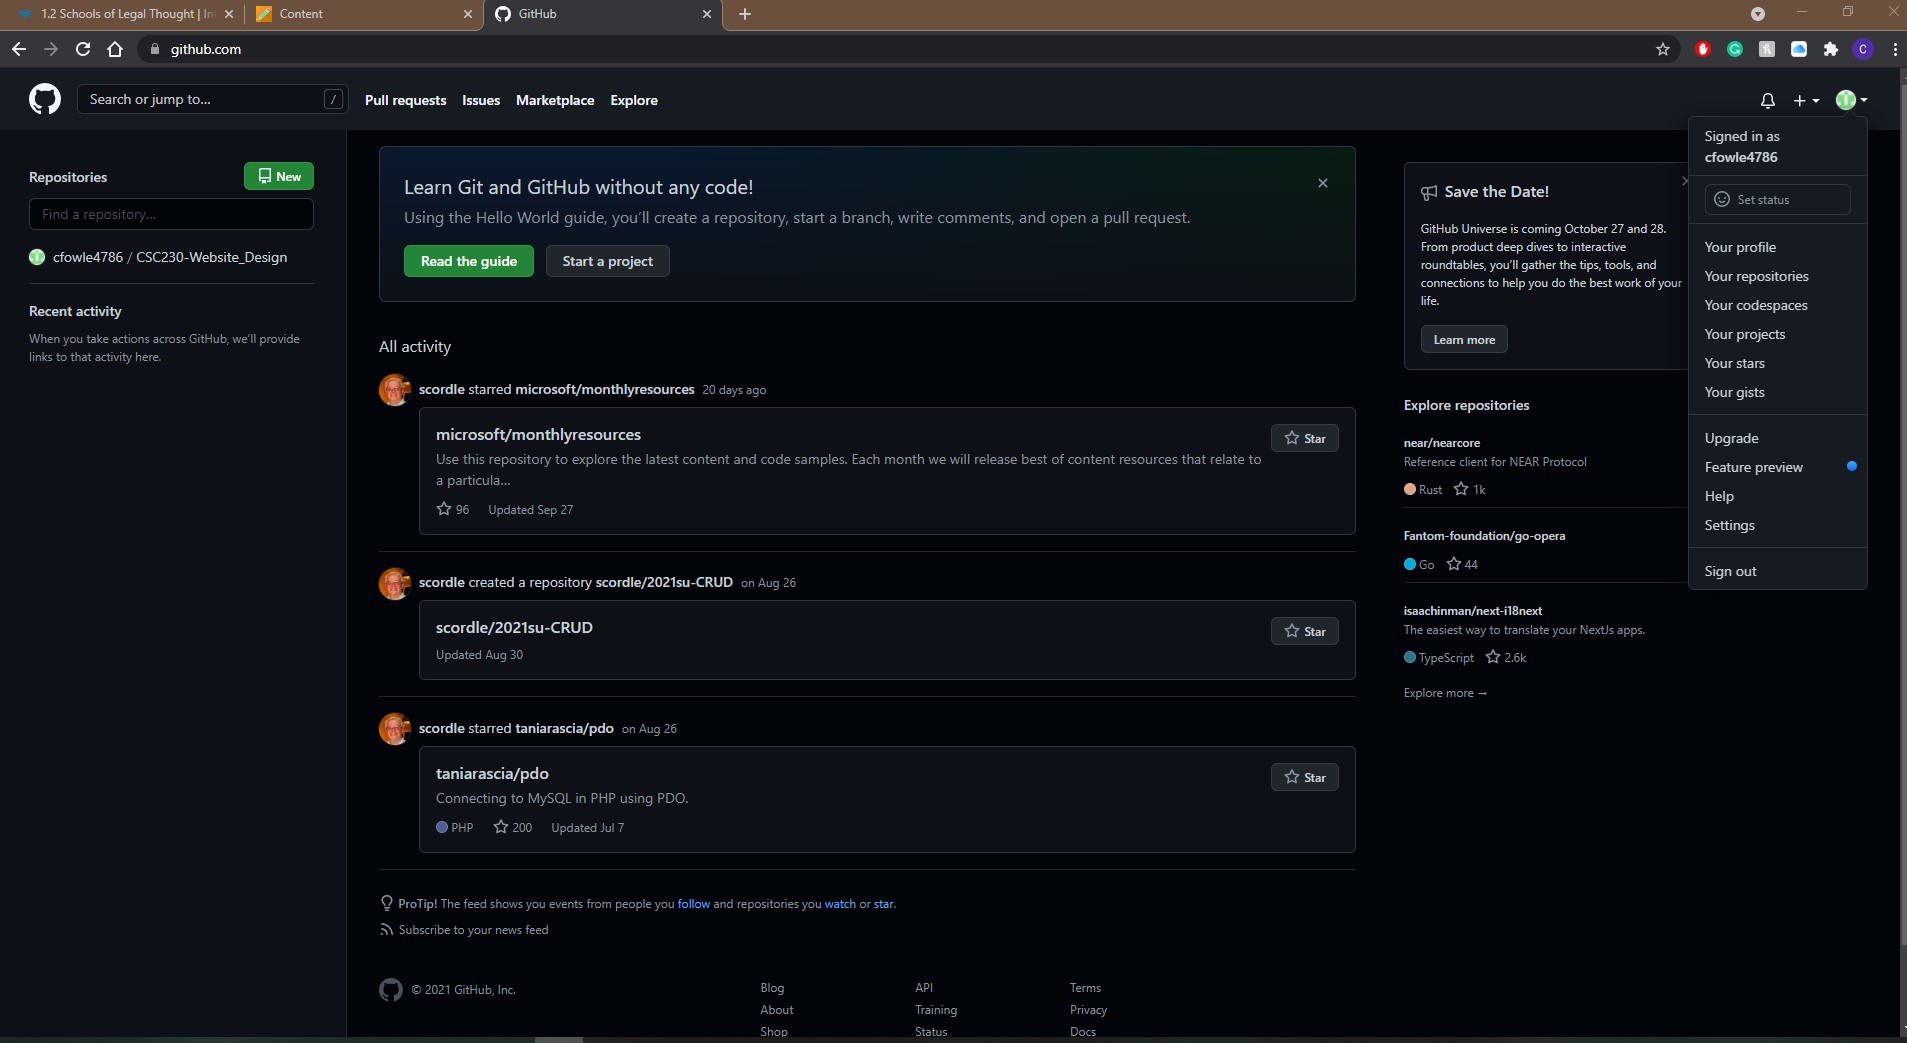 1.2 Schools of Legal Thought | In
Content
GitHub
github.com
C
Search or jump to...
/
Pull requests
Issues
Marketplace
Explore
Signed in as
cfowle4786
Set status
Your profile
Your repositories
Your codespaces
Your projects
Your stars
Your gists
Upgrade
Feature preview
Help
Settings
Sign out
Repositories
New
Find a repository...
cfowle4786 / CSC230-Website_Design
Recent activity
When you take actions across GitHub, we'll provide
links to that activity here.
Learn Git and GitHub without any code!
Using the Hello World guide, you'll create a repository, start a branch, write comments, and open a pull request.
Read the guide
Start a project
All activity
scordle starred microsoft/monthlyresources 20 days ago
microsoft/monthlyresources
Star
Use this repository to explore the latest content and code samples. Each month we will release best of content resources that relate to
a particula...
96 Updated Sep 27
scordle created a repository scordle/2021su-CRUD on Aug 26
scordle/2021su-CRUD
Star
Updated Aug 30
scordle starred taniarascia/pdo on Aug 26
taniarascia/pdo
Star
Connecting to MySQL in PHP using PDO.
PHP 200 Updated Jul 7
ProTip! The feed shows you events from people you follow and repositories you watch or star.
Subscribe to your news feed
Save the Date!
GitHub Universe is coming October 27 and 28.
From product deep dives to interactive
roundtables, you'll gather the tips, tools, and
connections to help you do the best work of your
life.
Learn more
Explore repositories
near/nearcore
Reference client for NEAR Protocol
Rust 1k
Fantom-foundation/go-opera
Go 44
isaachinman/next-i18next
The easiest way to translate your NextJs apps.
TypeScript 2.6k
Explore more →
© 2021 GitHub, Inc.
Blog
About
Shop
API
Training
Status
Terms
Privacy
Docs